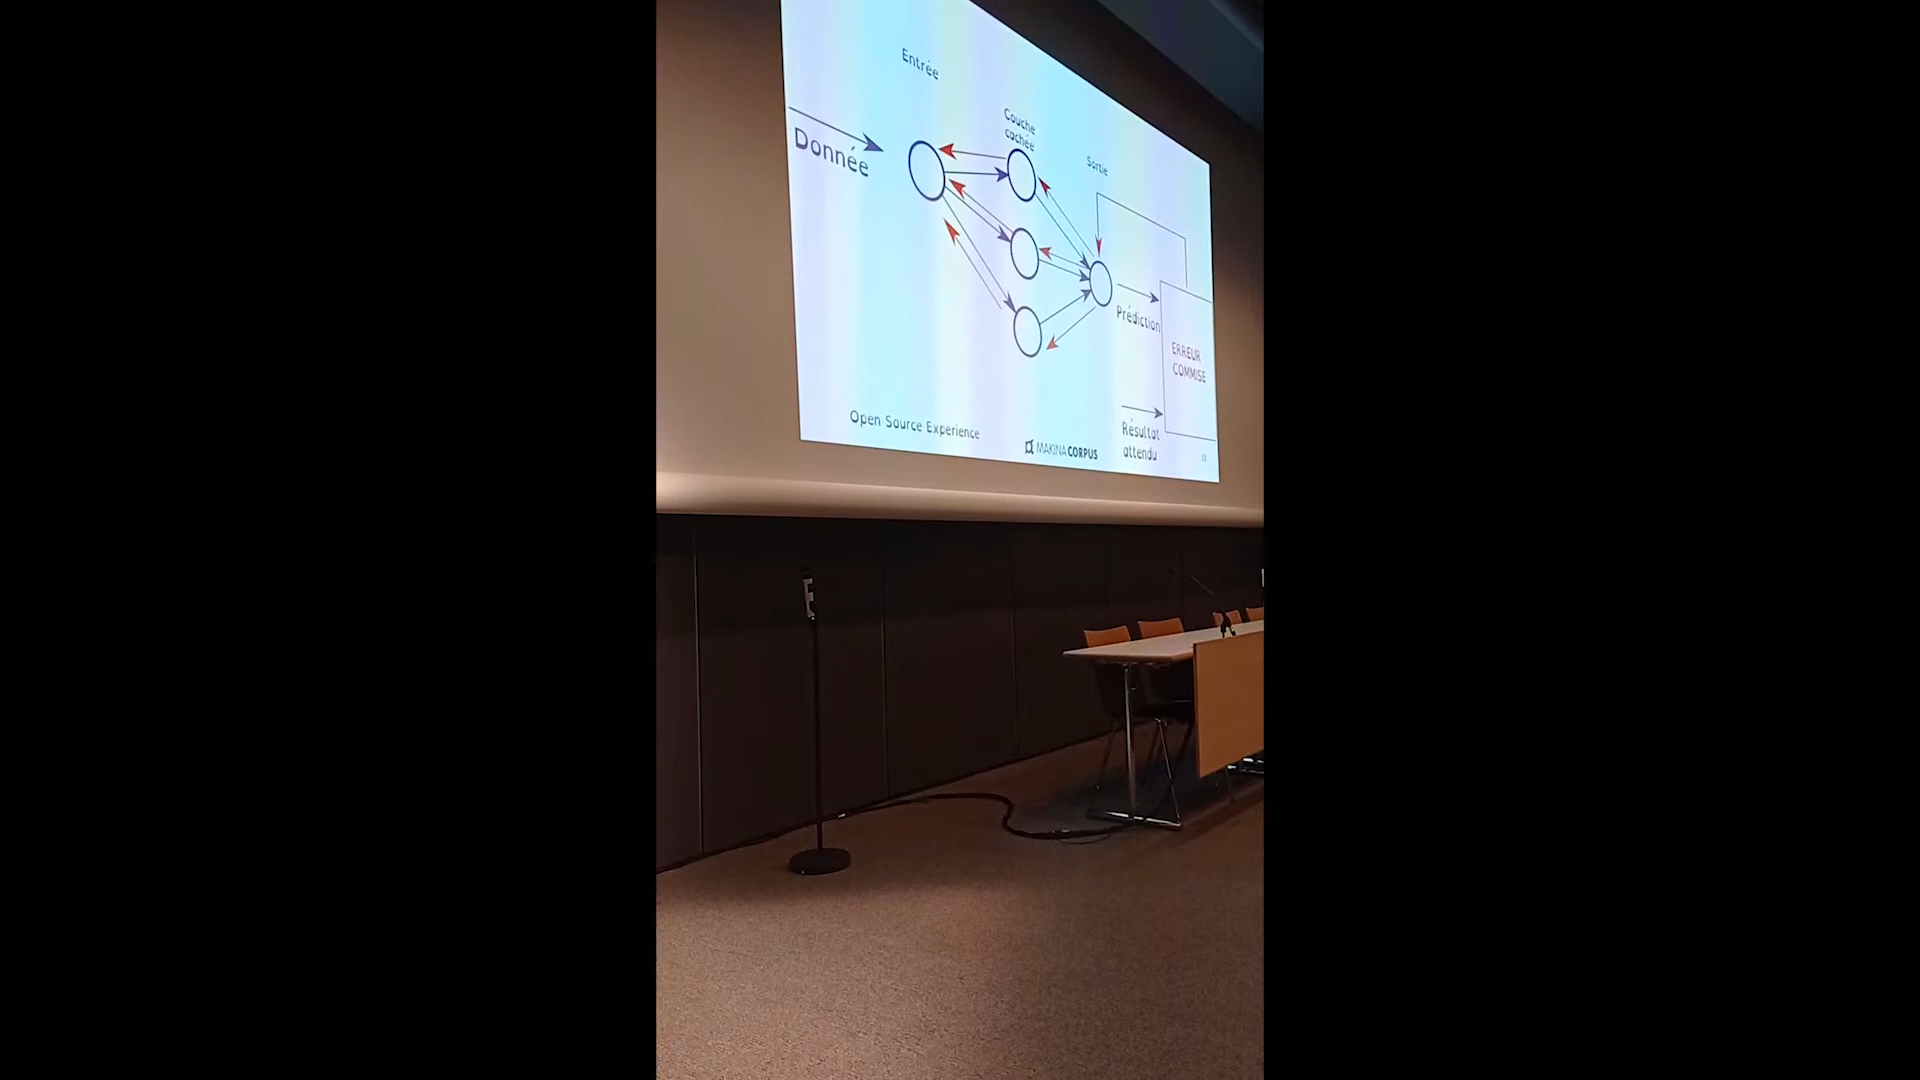 Entrée
Donnée
Couche
cachée
Sortie
Prédiction
ERREUR
COMMISE
Résultat
attendu
Open Source Experience
MAKINA CORPUS